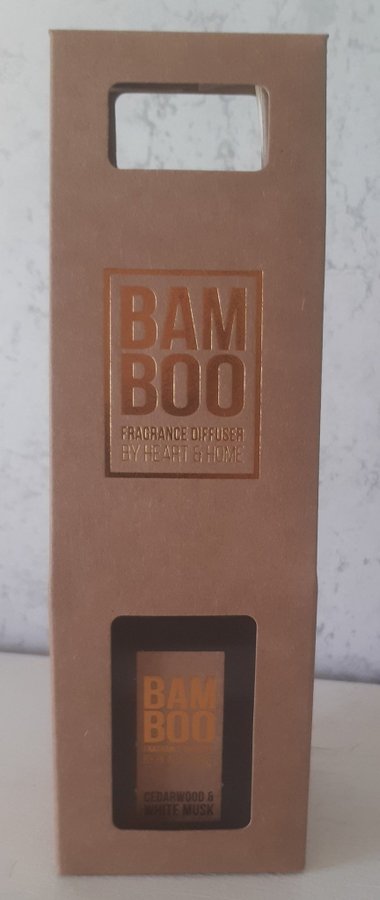 BAM
BOO
FRAGRANCE DIFFUSER
BY HEART & HOME
BAM
BOO
CEDARWOOD &
WHITE MUSK